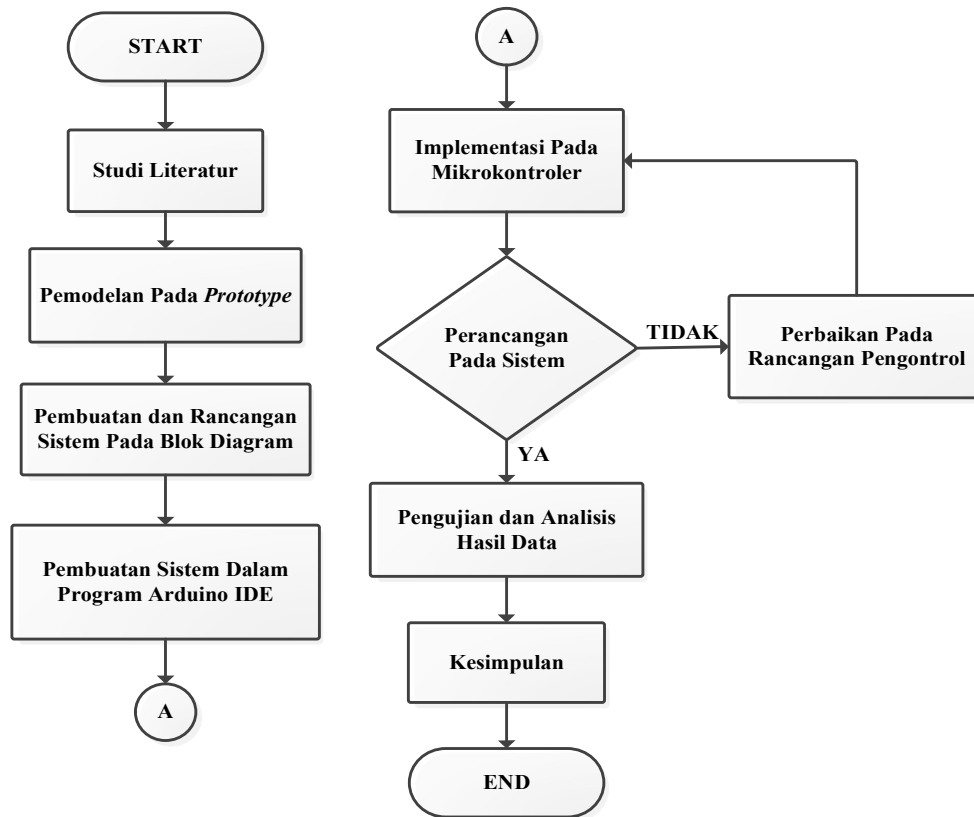 START
Studi Literatur
Pemodelan Pada Prototype
Pembuatan dan Rancangan
Sistem Pada Blok Diagram
Pembuatan Sistem Dalam
Program Arduino IDE
A
A
Implementasi Pada
Mikrokontroler
Perancangan
Pada Sistem
TIDAK
Perbaikan Pada
Rancangan Pengontrol
YA
Pengujian dan Analisis
Hasil Data
Kesimpulan
END